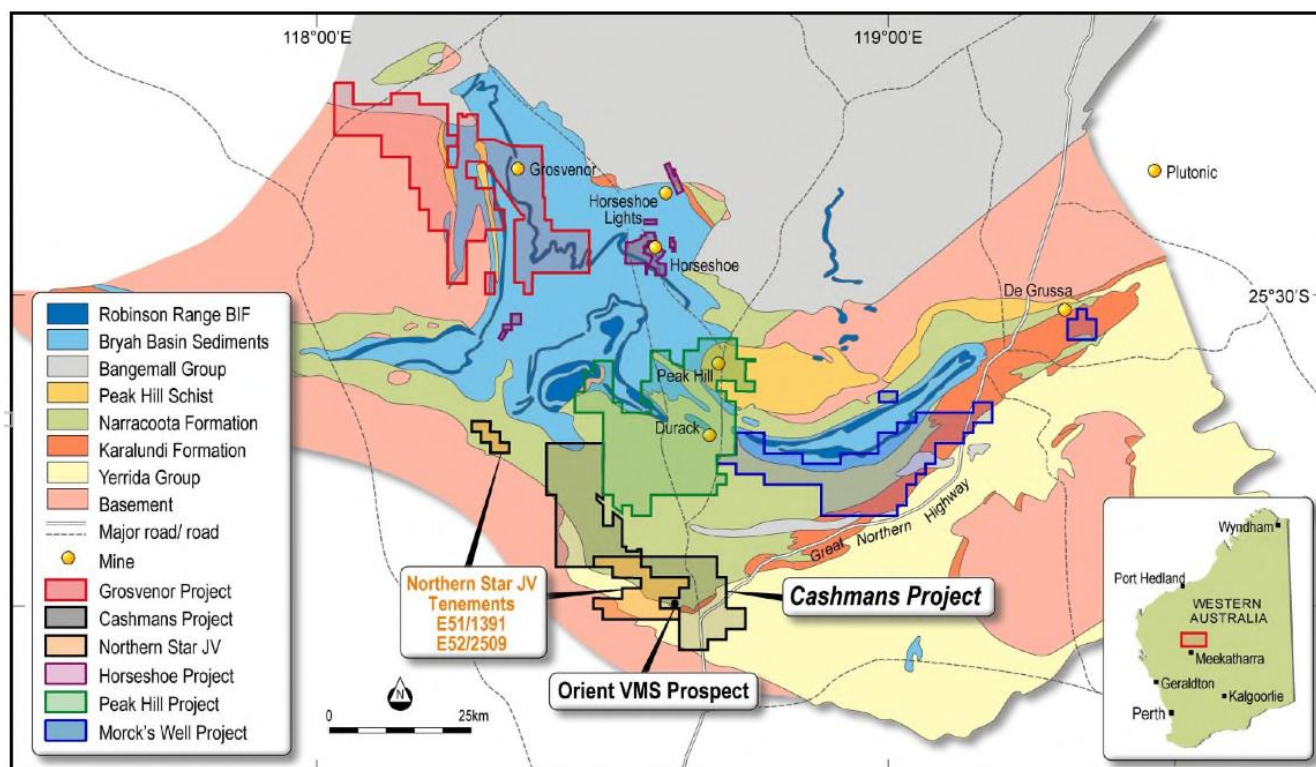 118°00'E
119°00'E
Grosvenor
Plutonic
Horseshoe
Lights
Horseshoe
De Grussa
25°30'S
Peak Hill
Durack
Robinson Range BIF
Bryah Basin Sediments
Bangemall Group
Peak Hill Schist
Narracoota Formation
Karalundi Formation
Yerrida Group
Basement
Major road/ road
Mine
Grosvenor Project
Cashmans Project
Northern Star JV
Horseshoe Project
Peak Hill Project
Morck's Well Project
Great Northern Highway
Northern Star JV
Tenements
E51/1391
E52/2509
Cashmans Project
Orient VMS Prospect
N
0 25km
Wyndham
Port Hedland
WESTERN
AUSTRALIA
Meekatharra
Geraldton
Kalgoorlie
Perth